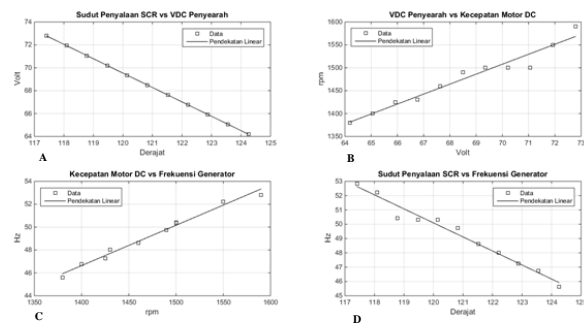 Sudut Penyalaan SCR vs VDC Penyearah
74
72
70
68
66
64
Volt
Data
Pendekatan Linear
117 118 119 120 121 122 123 124 125
Derajat
A
VDC Penyearah vs Kecepatan Motor DC
1600
1550
1500
1450
1400
1350
rpm
Data
Pendekatan Linear
64 65 66 67 68 69 70 71 72 73
Volt
B
Kecepatan Motor DC vs Frekuensi Generator
54
52
50
48
46
44
Hz
Data
Pendekatan Linear
1350 1400 1450 1500 1550 1600
rpm
C
Sudut Penyalaan SCR vs Frekuensi Generator
53
52
51
50
49
48
47
46
45
Hz
Data
Pendekatan Linear
117 118 119 120 121 122 123 124 125
Derajat
D